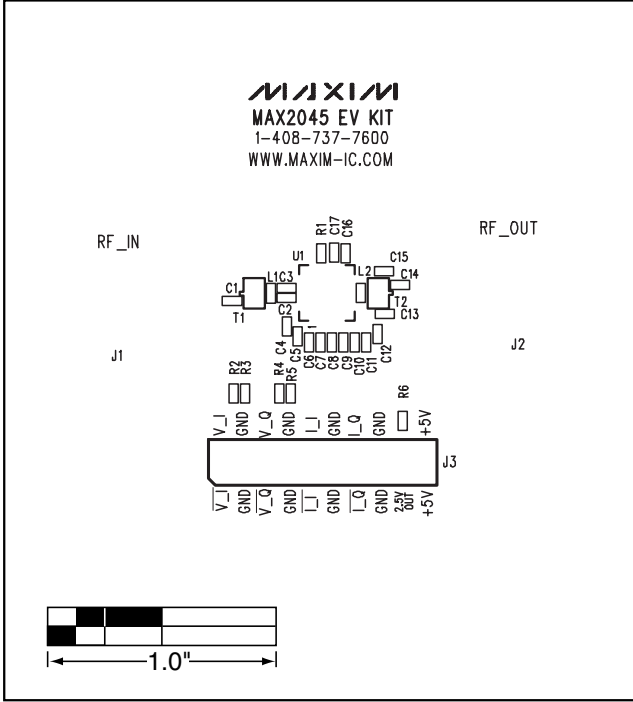 MAXIM
MAX2045 EV KIT
1-408-737-7600
WWW.MAXIM-IC.COM
RF_IN
RF_OUT
R1
C17
C16
U1
C15
C1
L1
C3
L2
C14
T1
T2
C2
C13
1
C4
C5
C6
C7
C8
C9
C10
C11
C12
J1
J2
R2
R3
R4
R5
R6
V_I
GND
V_Q
GND
I_I
GND
I_Q
GND
+5V
J3
V_I
GND
V_Q
GND
I_I
GND
I_Q
GND
2.5V
OUT
+5V
1.0"